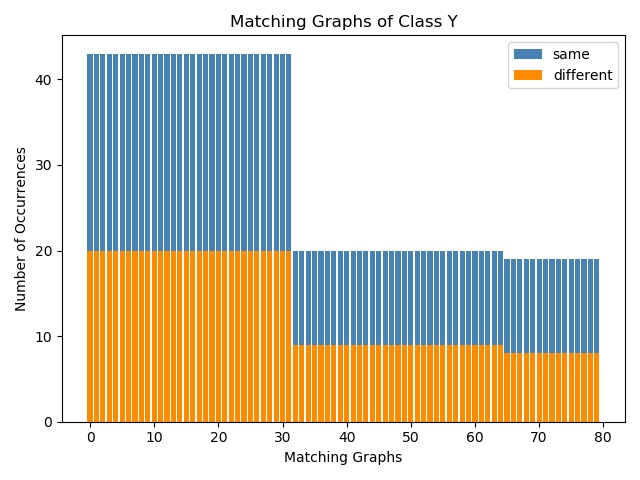 Matching Graphs of Class Y
same
different
Number of Occurrences
40
30
20
10
0
0 10 20 30 40 50 60 70 80
Matching Graphs